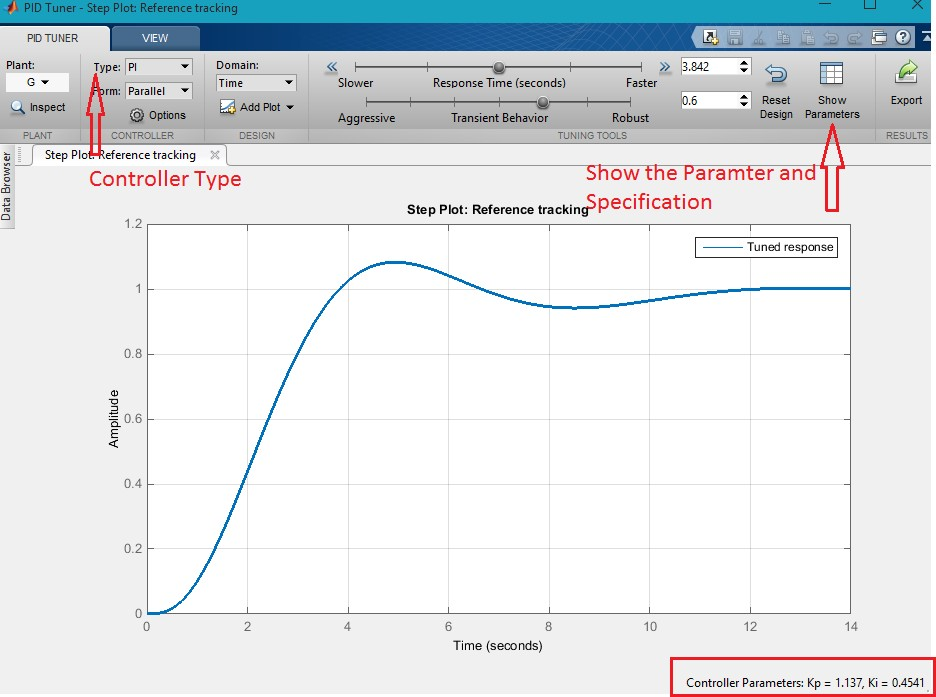 PID Tuner - Step Plot: Reference tracking
PID TUNER
VIEW
Plant:
G
Inspect
PLANT
Type: PI
Form: Parallel
Options
CONTROLLER
Domain:
Time
Add Plot
DESIGN
Slower Response Time (seconds) Faster 3.842
Aggressive Transient Behavior Robust 0.6
TUNING TOOLS
Reset
Design
Show
Parameters
Export
RESULTS
Data Browser
Step Plot: Reference tracking
Controller Type
Show the Paramter and
Specification
Step Plot: Reference tracking
Tuned response
1.2
1
0.8
0.6
0.4
0.2
0
Amplitude
0 2 4 6 8 10 12 14
Time (seconds)
Controller Parameters: Kp = 1.137, Ki = 0.4541